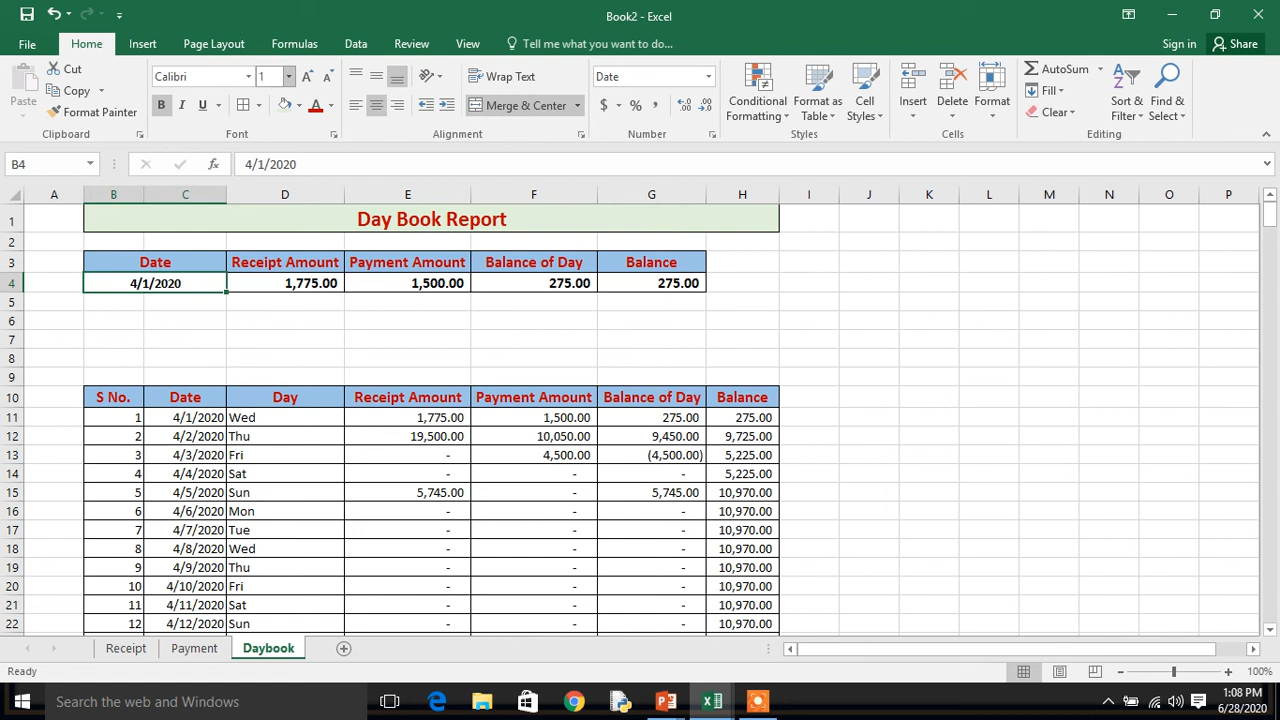 Book2 - Excel
File Home Insert Page Layout Formulas Data Review View Tell me what you want to do... Sign in Share
Paste Cut Copy Format Painter Clipboard
Calibri 1 B I U A Font
Wrap Text Merge & Center Alignment
Date $ % , Number
Conditional Formatting Format as Table Cell Styles Styles
Insert Delete Format Cells
AutoSum Fill Clear Sort & Filter Find & Select Editing
B4 fx 4/1/2020
A B C D E F G H I J K L M N O P
1 Day Book Report
2
3 Date Receipt Amount Payment Amount Balance of Day Balance
4 4/1/2020 1,775.00 1,500.00 275.00 275.00
5
6
7
8
9
10 S No. Date Day Receipt Amount Payment Amount Balance of Day Balance
11 1 4/1/2020 Wed 1,775.00 1,500.00 275.00 275.00
12 2 4/2/2020 Thu 19,500.00 10,050.00 9,450.00 9,725.00
13 3 4/3/2020 Fri - 4,500.00 (4,500.00) 5,225.00
14 4 4/4/2020 Sat - - - 5,225.00
15 5 4/5/2020 Sun 5,745.00 - 5,745.00 10,970.00
16 6 4/6/2020 Mon - - - 10,970.00
17 7 4/7/2020 Tue - - - 10,970.00
18 8 4/8/2020 Wed - - - 10,970.00
19 9 4/9/2020 Thu - - - 10,970.00
20 10 4/10/2020 Fri - - - 10,970.00
21 11 4/11/2020 Sat - - - 10,970.00
22 12 4/12/2020 Sun - - - 10,970.00
Receipt Payment Daybook
Ready 100%
Search the web and Windows
1:08 PM
6/28/2020